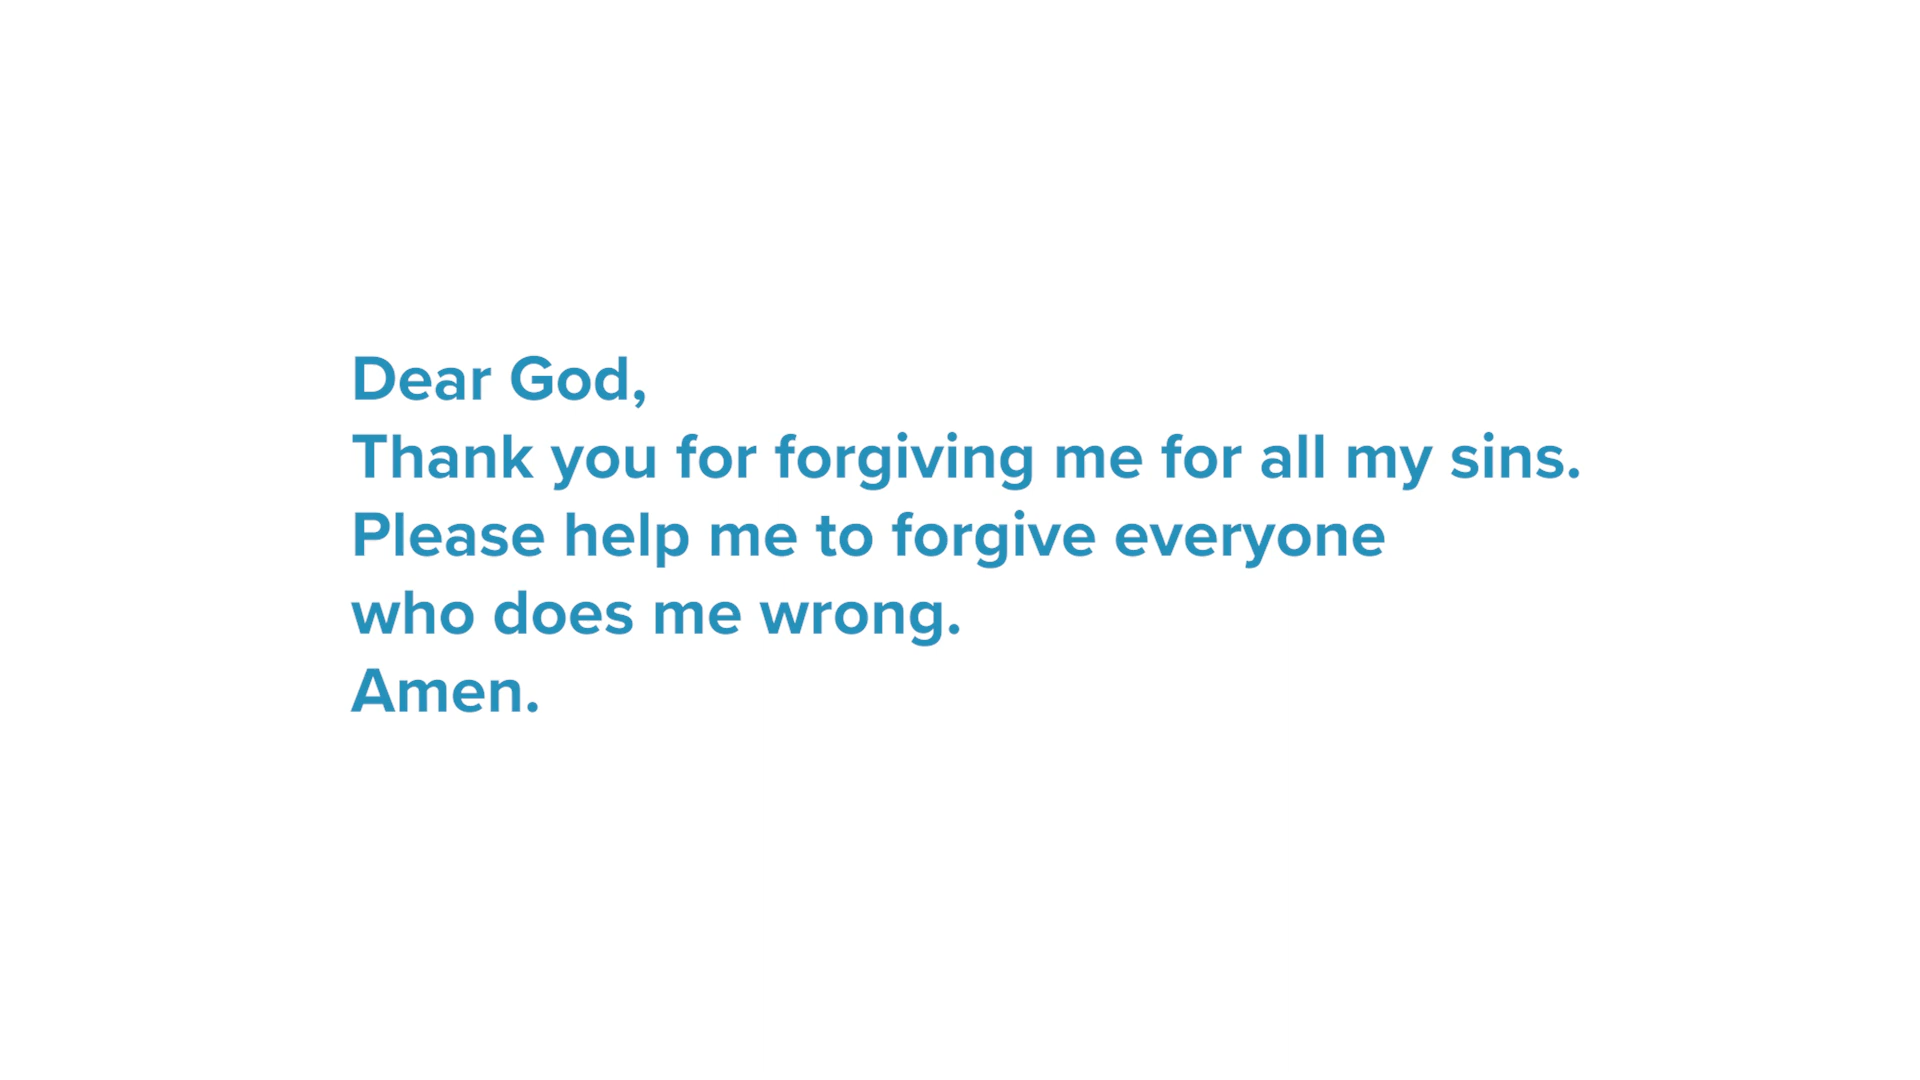 Dear God,
Thank you for forgiving me for all my sins.
Please help me to forgive everyone
who does me wrong.
Amen.